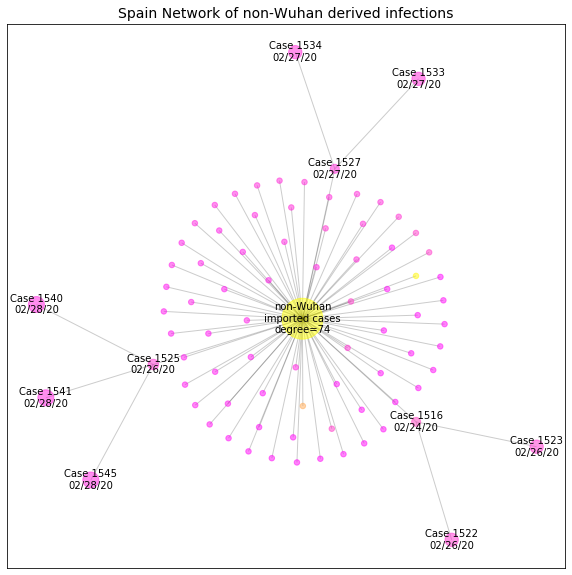 Spain Network of non-Wuhan derived infections
Case 1534
02/27/20
Case 1533
02/27/20
Case 1527
02/27/20
Case 1540
02/28/20
non-Wuhan
imported cases
degree=74
Case 1525
02/26/20
Case 1541
02/28/20
Case 1516
02/24/20
Case 1523
02/26/20
Case 1545
02/28/20
Case 1522
02/26/20